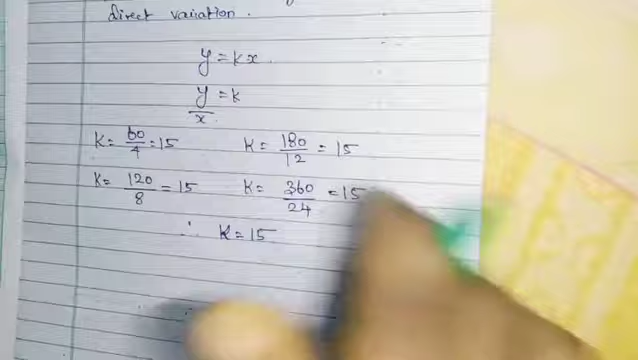 direct variation.
y = kx.
y/x = k
K = 60/4 = 15 K = 180/12 = 15
K = 120/8 = 15 K = 360/24 = 15
∴ K = 15